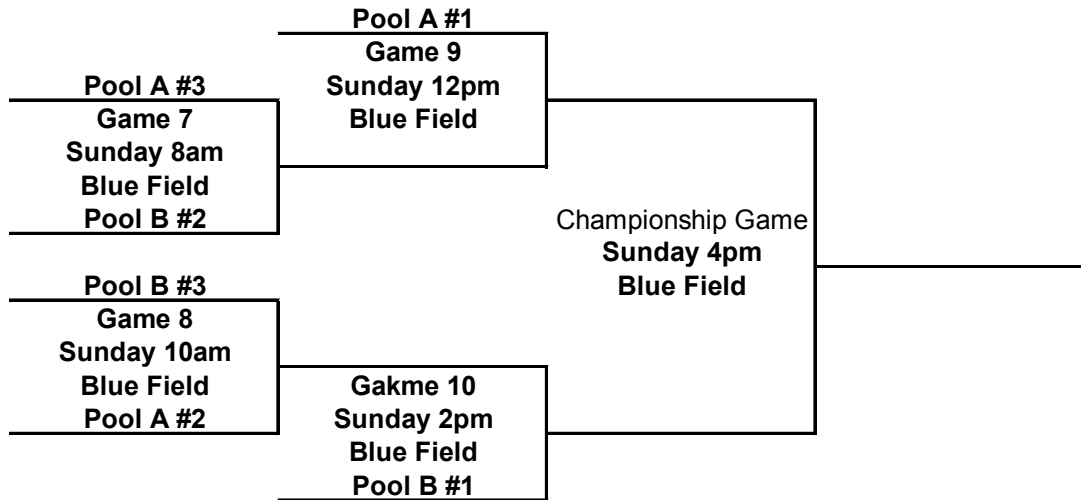 Pool A #1
Game 9
Sunday 12pm
Blue Field
Pool A #3
Game 7
Sunday 8am
Blue Field
Pool B #2
Championship Game
Sunday 4pm
Blue Field
Pool B #3
Game 8
Sunday 10am
Blue Field
Pool A #2
Gakme 10
Sunday 2pm
Blue Field
Pool B #1